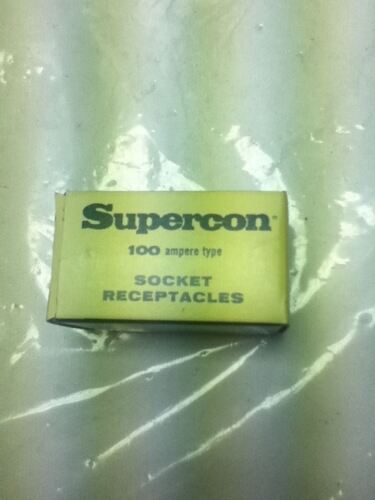 Supercon®
100 ampere type
SOCKET
RECEPTACLES